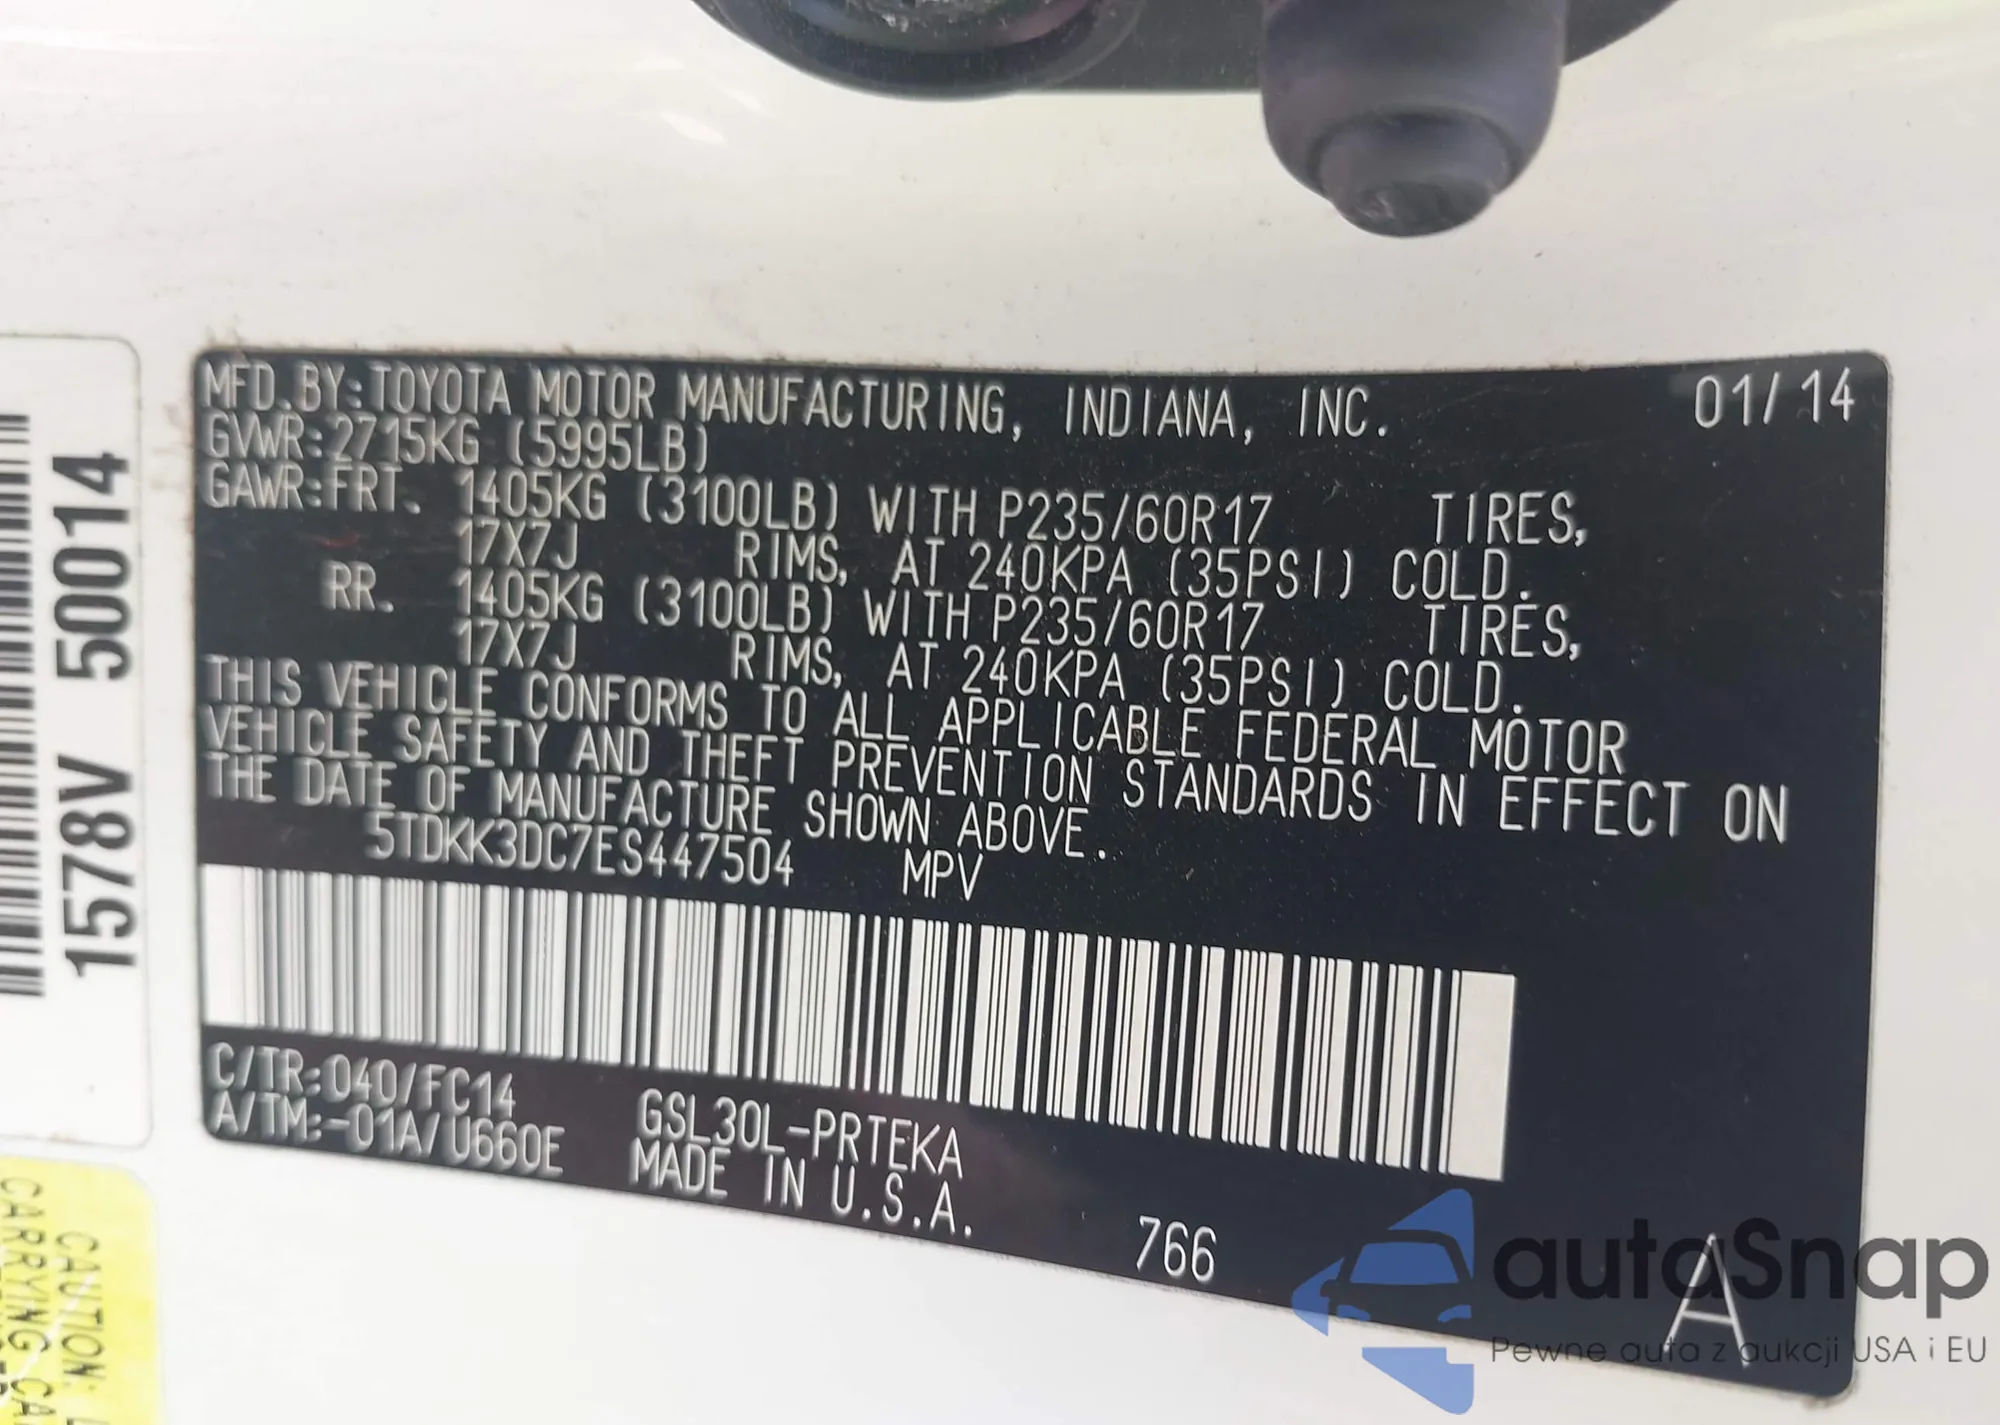 MFD.BY:TOYOTA MOTOR MANUFACTURING, INDIANA, INC. 01/14
GVWR:2715KG (5995LB)
GAWR:FRT. 1405KG (3100LB) WITH P235/60R17 TIRES,
17X7J RIMS, AT 240KPA (35PSI) COLD.
RR. 1405KG (3100LB) WITH P235/60R17 TIRES,
17X7J RIMS, AT 240KPA (35PSI) COLD.
THIS VEHICLE CONFORMS TO ALL APPLICABLE FEDERAL MOTOR
VEHICLE SAFETY AND THEFT PREVENTION STANDARDS IN EFFECT ON
THE DATE OF MANUFACTURE SHOWN ABOVE.
5TDKK3DC7ES447504 MPV
C/TR:040/FC14
A/TM:-01A/U660E
GSL30L-PRTEKA
MADE IN U.S.A.
766
A
1578V 50014
CAUTION:
CARRYING
autoSnap
Pewne auta z aukcji USA i EU